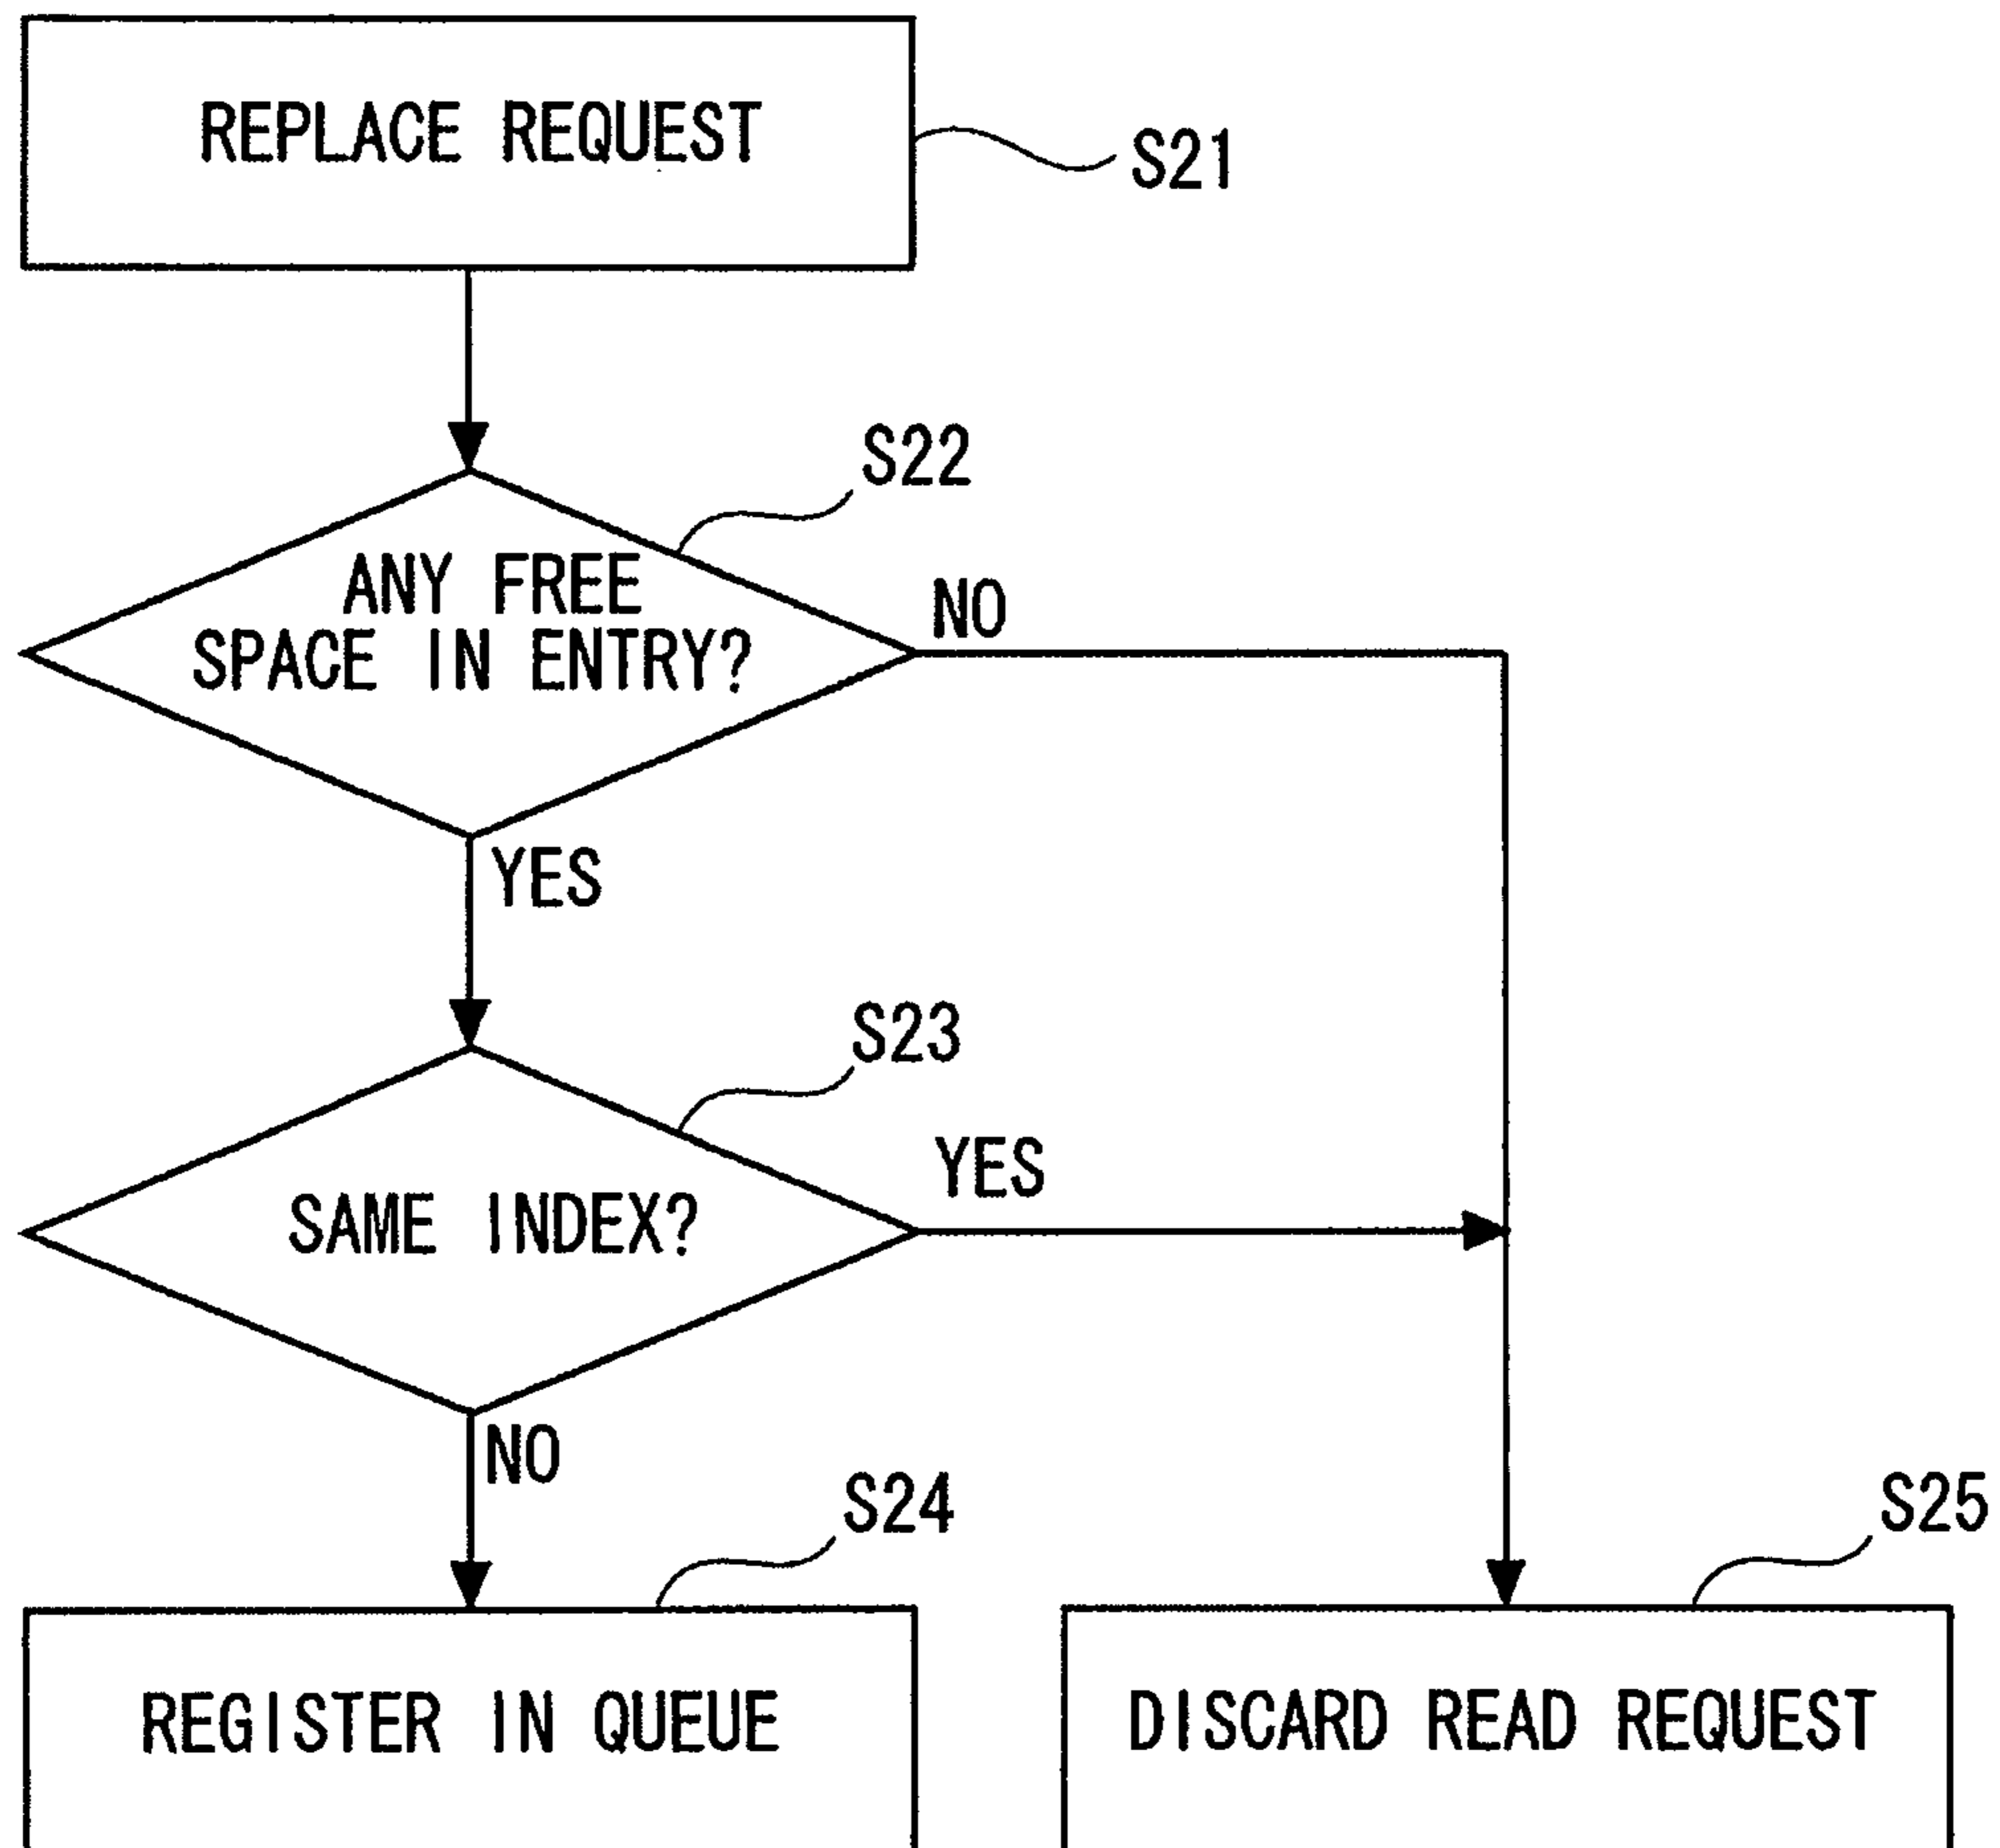 REPLACE REQUEST
S21
S22
ANY FREE
SPACE IN ENTRY?
NO
YES
S23
SAME INDEX?
YES
NO
S24
S25
REGISTER IN QUEUE
DISCARD READ REQUEST